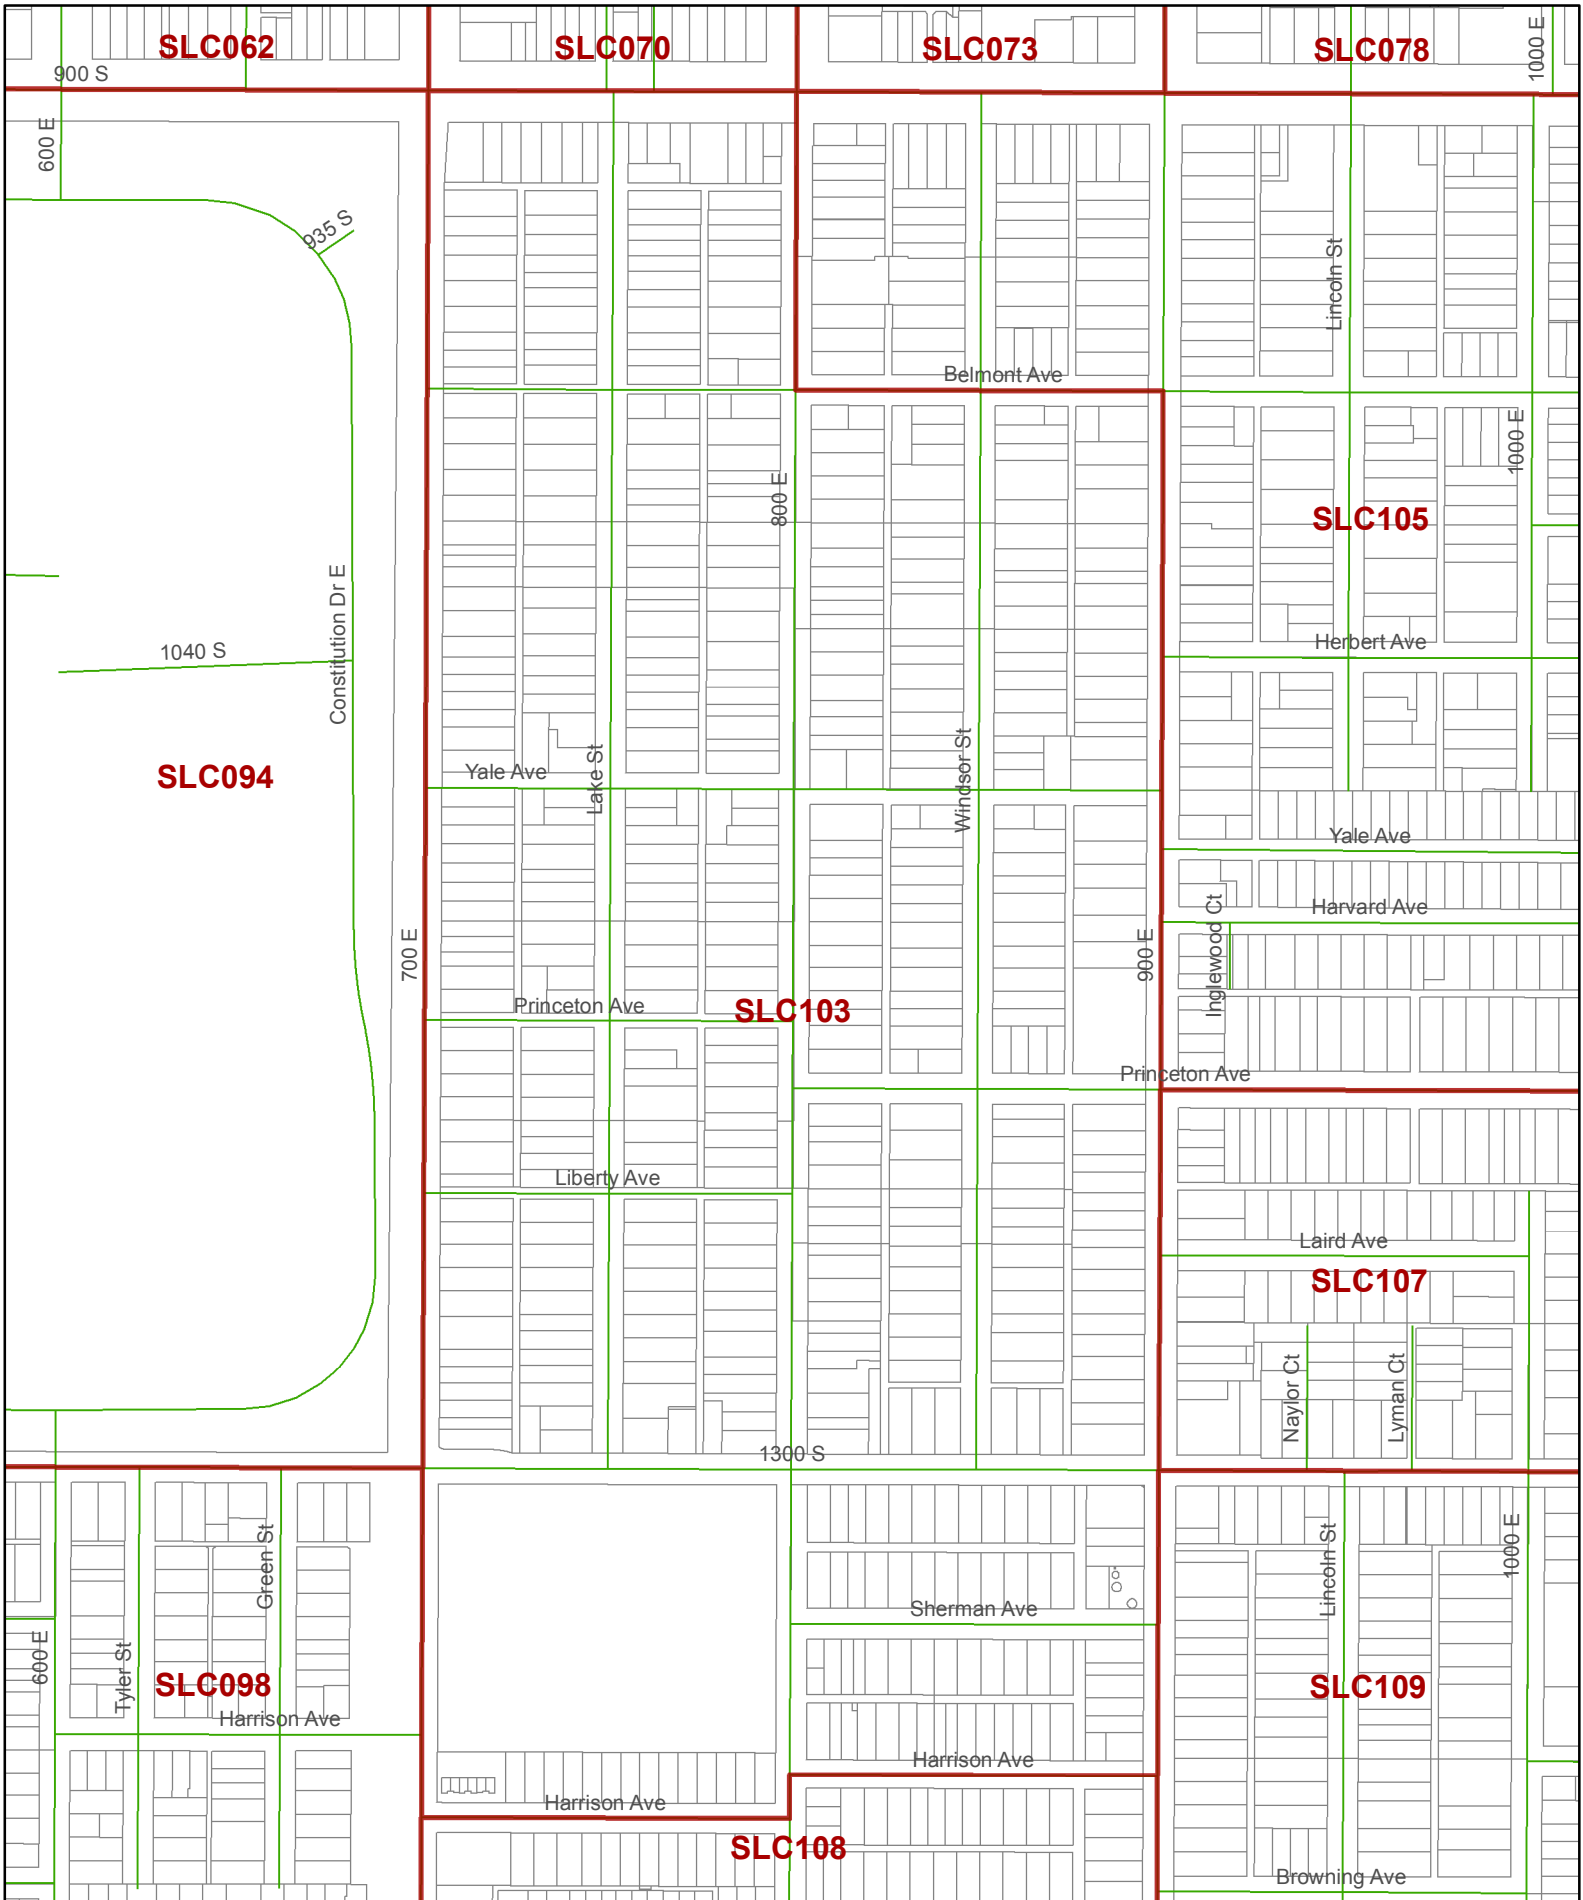 SLC062
SLC070
SLC073
SLC078
1000 E
900 S
600 E
935 S
Lincoln St
Belmont Ave
1000 E
800 E
SLC105
Constitution Dr E
1040 S
Herbert Ave
SLC094
Yale Ave
Lake St
Windsor St
Yale Ave
Harvard Ave
700 E
900 E
Inglewood Ct
Princeton Ave
SLC103
Princeton Ave
Liberty Ave
Laird Ave
SLC107
Naylor Ct
Lyman Ct
1300 S
Green St
Lincoln St
1000 E
Sherman Ave
600 E
Tyler St
SLC098
SLC109
Harrison Ave
Harrison Ave
Harrison Ave
SLC108
Browning Ave